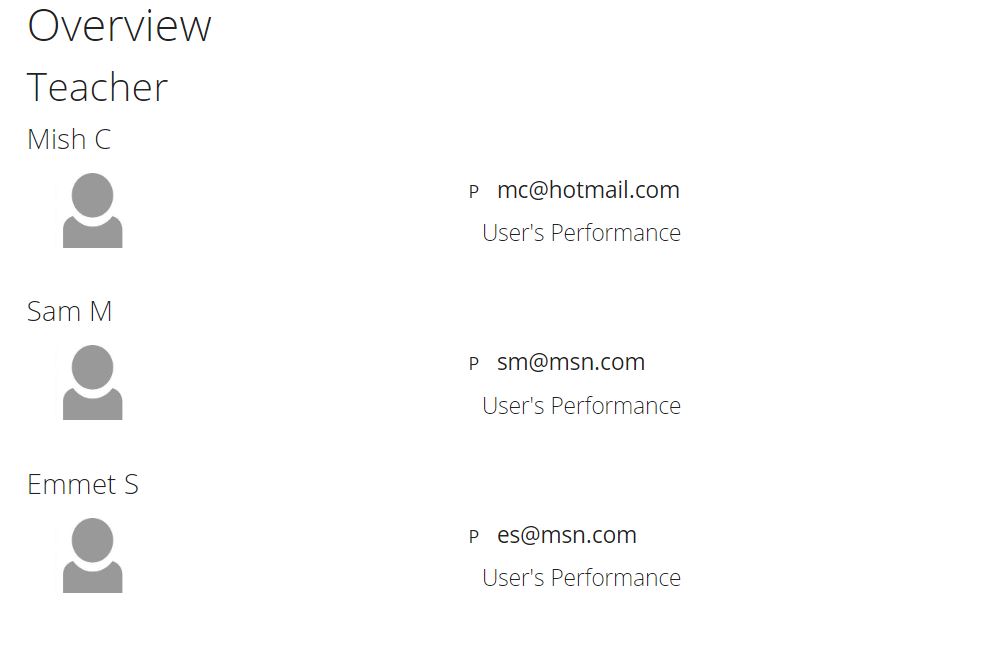 Overview
Teacher
Mish C
P mc@hotmail.com
User's Performance
Sam M
P sm@msn.com
User's Performance
Emmet S
P es@msn.com
User's Performance